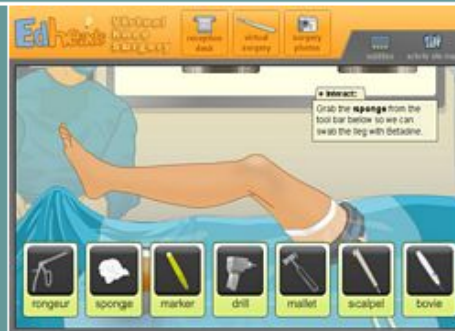 Edheads
Virtual
Knee
Surgery
reception
desk
virtual
surgery
surgery
photos
+ Interact:
Grab the sponge from the
tool bar below so we can
swab the leg with Betadine.
rongeur
sponge
marker
drill
mallet
scalpel
bovie